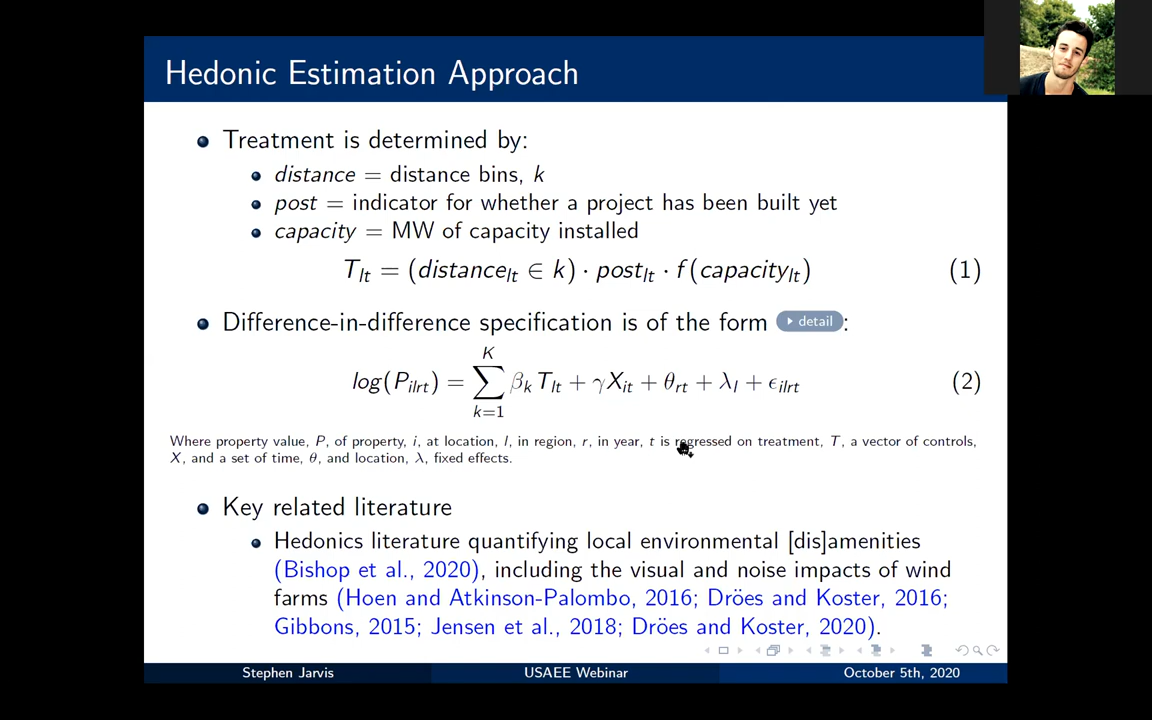 Hedonic Estimation Approach
Treatment is determined by:
distance = distance bins, k
post = indicator for whether a project has been built yet
capacity = MW of capacity installed
T_lt = (distance_lt ∈ k) · post_lt · f(capacity_lt) (1)
Difference-in-difference specification is of the form detail :
log(P_ilrt) = ∑_{k=1}^{K} β_k T_lt + γX_it + θ_rt + λ_l + ϵ_ilrt (2)
Where property value, P, of property, i, at location, l, in region, r, in year, t is regressed on treatment, T, a vector of controls,
X, and a set of time, θ, and location, λ, fixed effects.
Key related literature
Hedonics literature quantifying local environmental [dis]amenities
(Bishop et al., 2020), including the visual and noise impacts of wind
farms (Hoen and Atkinson-Palombo, 2016; Dröes and Koster, 2016;
Gibbons, 2015; Jensen et al., 2018; Dröes and Koster, 2020).
Stephen Jarvis USAEE Webinar October 5th, 2020